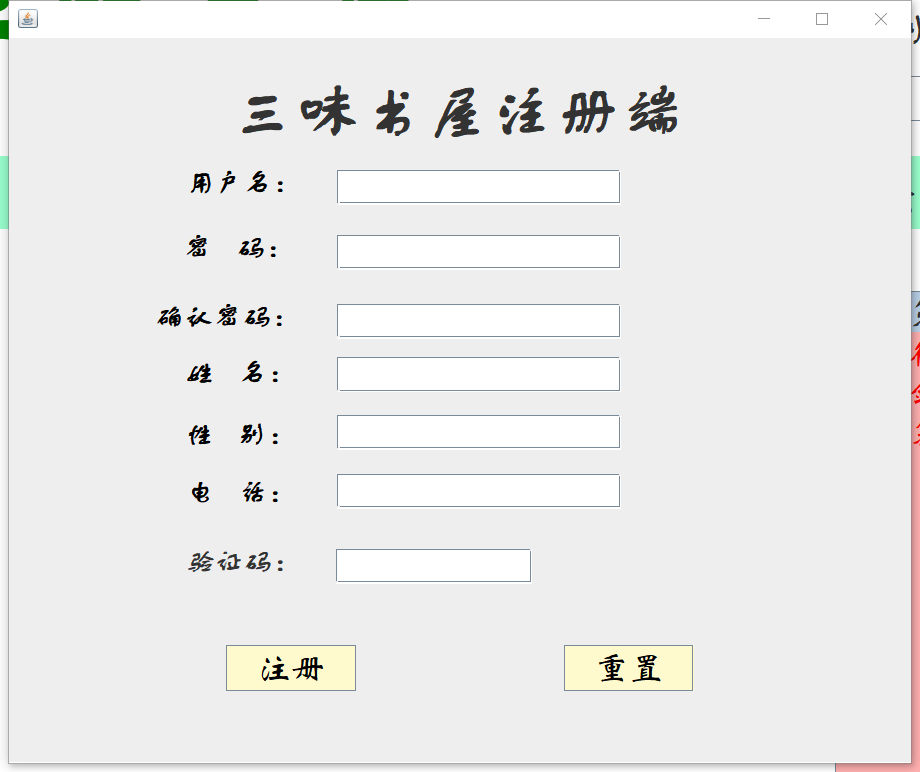 三味书屋注册端
用户名：
密 码：
确认密码：
姓 名：
性 别：
电 话：
验证码：
注册 重置